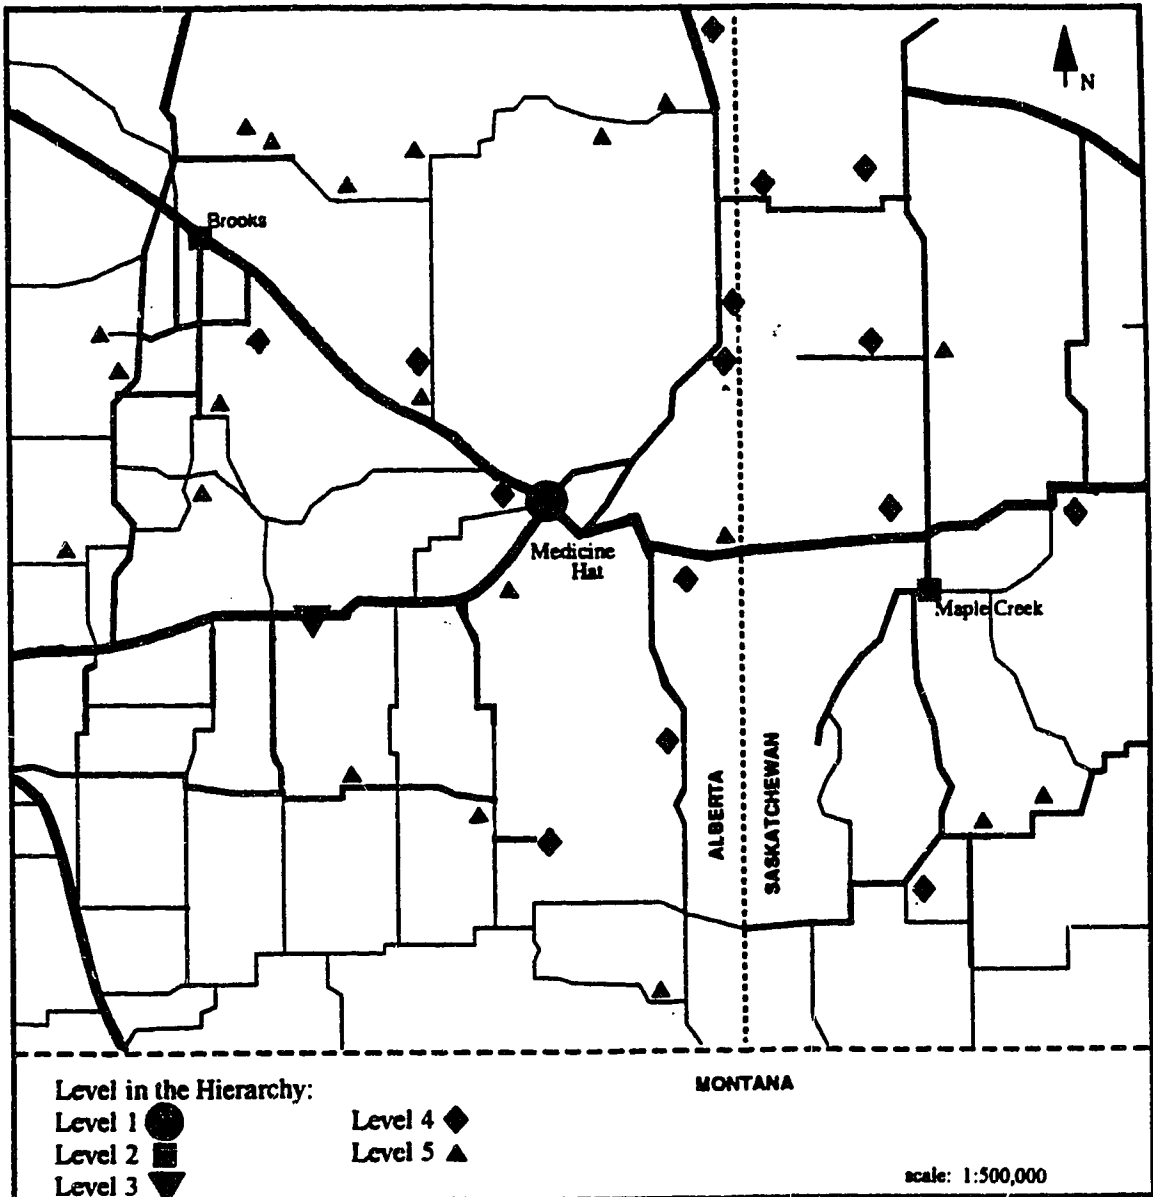 N
Brooks
Medicine
Hat
Maple Creek
ALBERTA
SASKATCHEWAN
MONTANA
Level in the Hierarchy:
Level 1
Level 2
Level 3
Level 4
Level 5
scale: 1:500,000